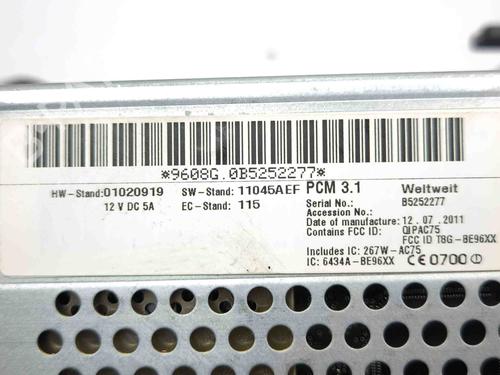 *9608G.0B5252277*
HW-Stand:01020919 SW-Stand: 11045AEF PCM 3.1 Weltweit
12 V DC 5A EC-Stand: 115 Serial No.: B5252277
Accession No.:
Date of manufacture: 12.07.2011
Contains FCC ID: QIPAC75
FCC ID T8G-BE96XX
Includes IC: 267W-AC75
IC: 6434A-BE96XX CE0700